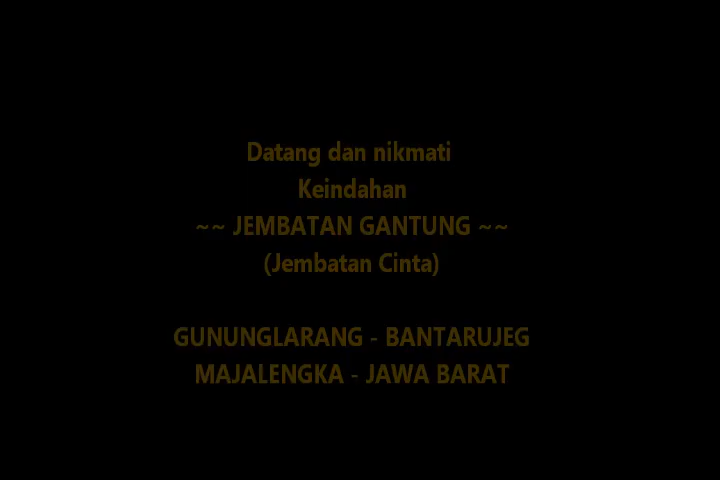 Datang dan nikmati
Keindahan
~~ JEMBATAN GANTUNG ~~
(Jembatan Cinta)
GUNUNGLARANG - BANTARUJEG
MAJALENGKA - JAWA BARAT